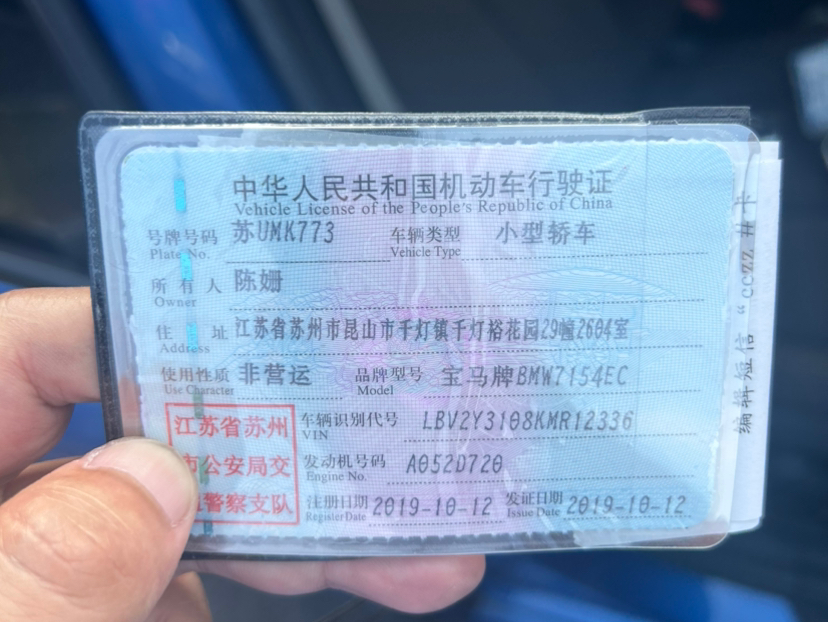 中华人民共和国机动车行驶证
Vehicle License of the People's Republic of China
号牌号码 苏UMK773 车辆类型 小型轿车
Plate No. Vehicle Type
所有人 陈姗
Owner
住址 江苏省苏州市昆山市千灯镇千灯裕花园29幢2604室
Address
使用性质 非营运 品牌型号 宝马牌BMW7154EC
Use Character Model
江苏省苏州 车辆识别代号 LBV2Y3108KMR12336
VIN
市公安局交 发动机号码 A052D720
Engine No.
警察支队 注册日期 2019-10-12 发证日期 2019-10-12
Register Date Issue Date
编辑短信“CCZZ#